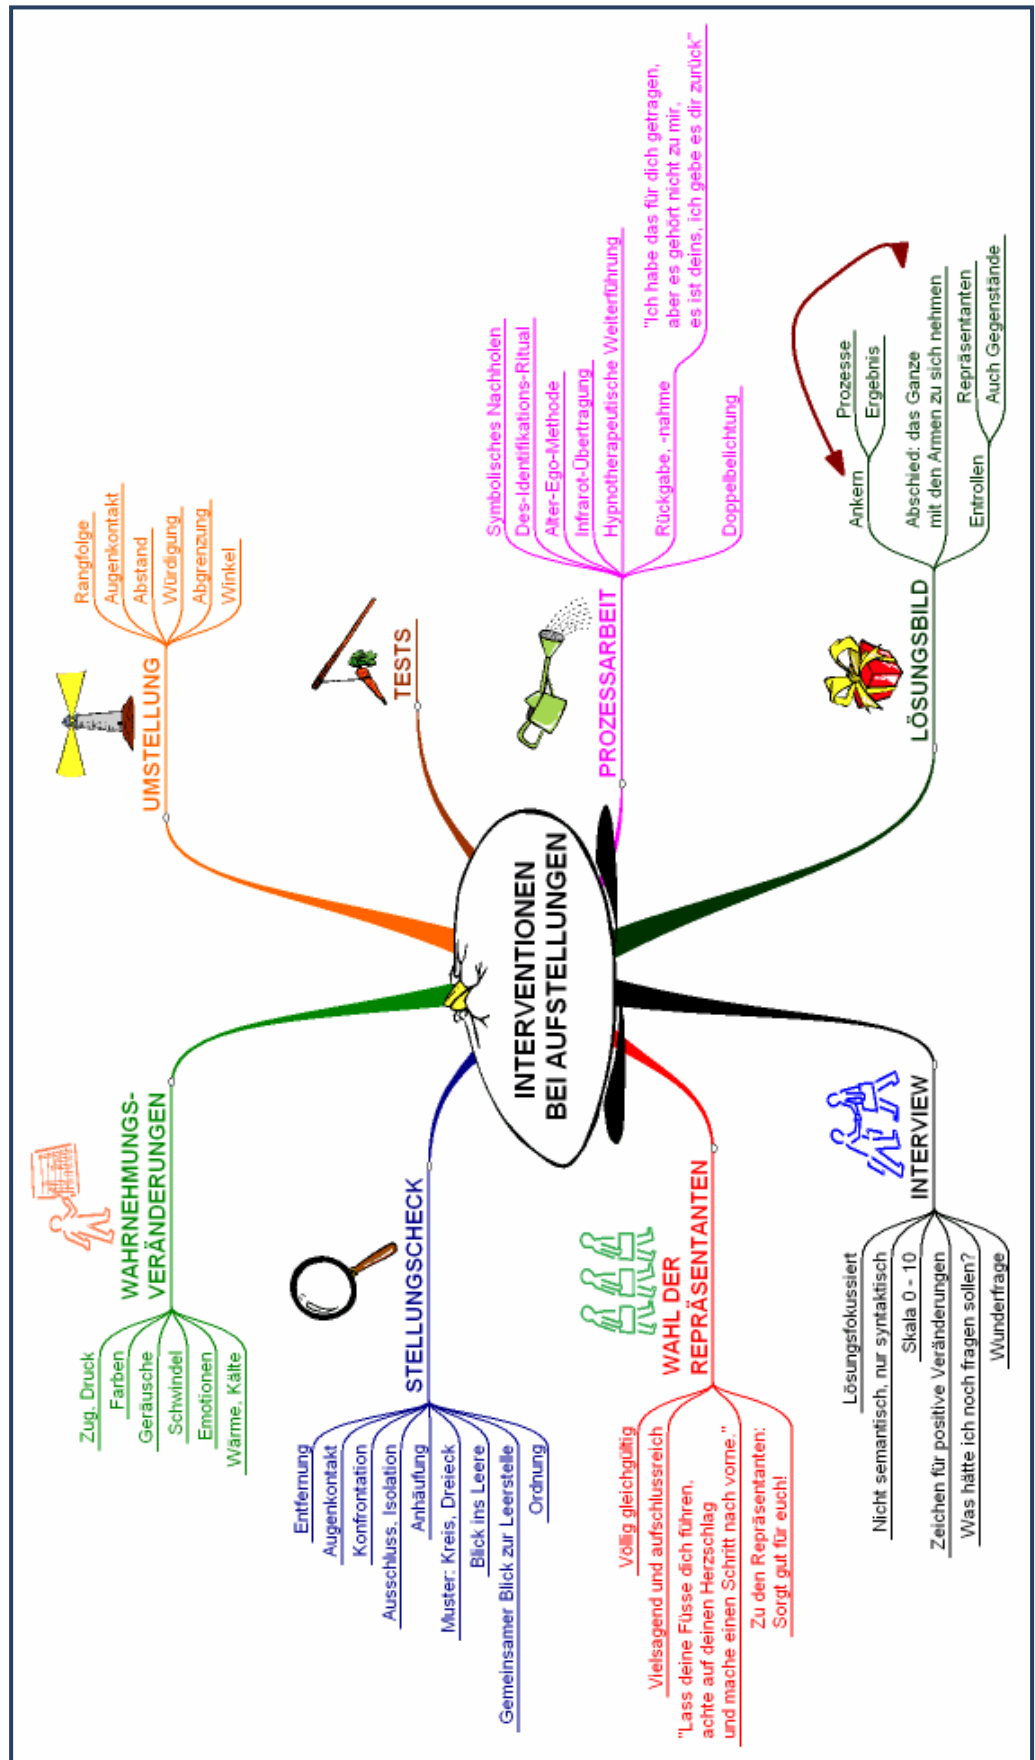 INTERVENTIONEN
BEI AUFSTELLUNGEN
INTERVIEW
Lösungsfokussiert
Nicht semantisch, nur syntaktisch
Skala 0 - 10
Zeichen für positive Veränderungen
Was hätte ich noch fragen sollen?
Wunderfrage
WAHL DER
REPRÄSENTANTEN
Völlig gleichgültig
Vielsagend und aufschlussreich
"Lass deine Füsse dich führen,
achte auf deinen Herzschlag
und mache einen Schritt nach vorne."
Zu den Repräsentanten:
Sorgt gut für euch!
STELLUNGSCHECK
Entfernung
Augenkontakt
Konfrontation
Ausschluss, Isolation
Anhäufung
Muster: Kreis, Dreieck
Blick ins Leere
Gemeinsamer Blick zur Leerstelle
Ordnung
WAHRNEHMUNGS-
VERÄNDERUNGEN
Zug, Druck
Farben
Geräusche
Schwindel
Emotionen
Wärme, Kälte
UMSTELLUNG
Rangfolge
Augenkontakt
Abstand
Würdigung
Abgrenzung
Winkel
TESTS
PROZESSARBEIT
Symbolisches Nachholen
Des-Identifikations-Ritual
Alter-Ego-Methode
Infrarot-Übertragung
Hypnotherapeutische Weiterführung
Rückgabe, -nahme
"Ich habe das für dich getragen,
aber es gehört nicht zu mir,
es ist deins, ich gebe es dir zurück"
Doppelbelichtung
LÖSUNGSBILD
Ankern
Prozesse
Ergebnis
Abschied: das Ganze
mit den Armen zu sich nehmen
Entrollen
Repräsentanten
Auch Gegenstände